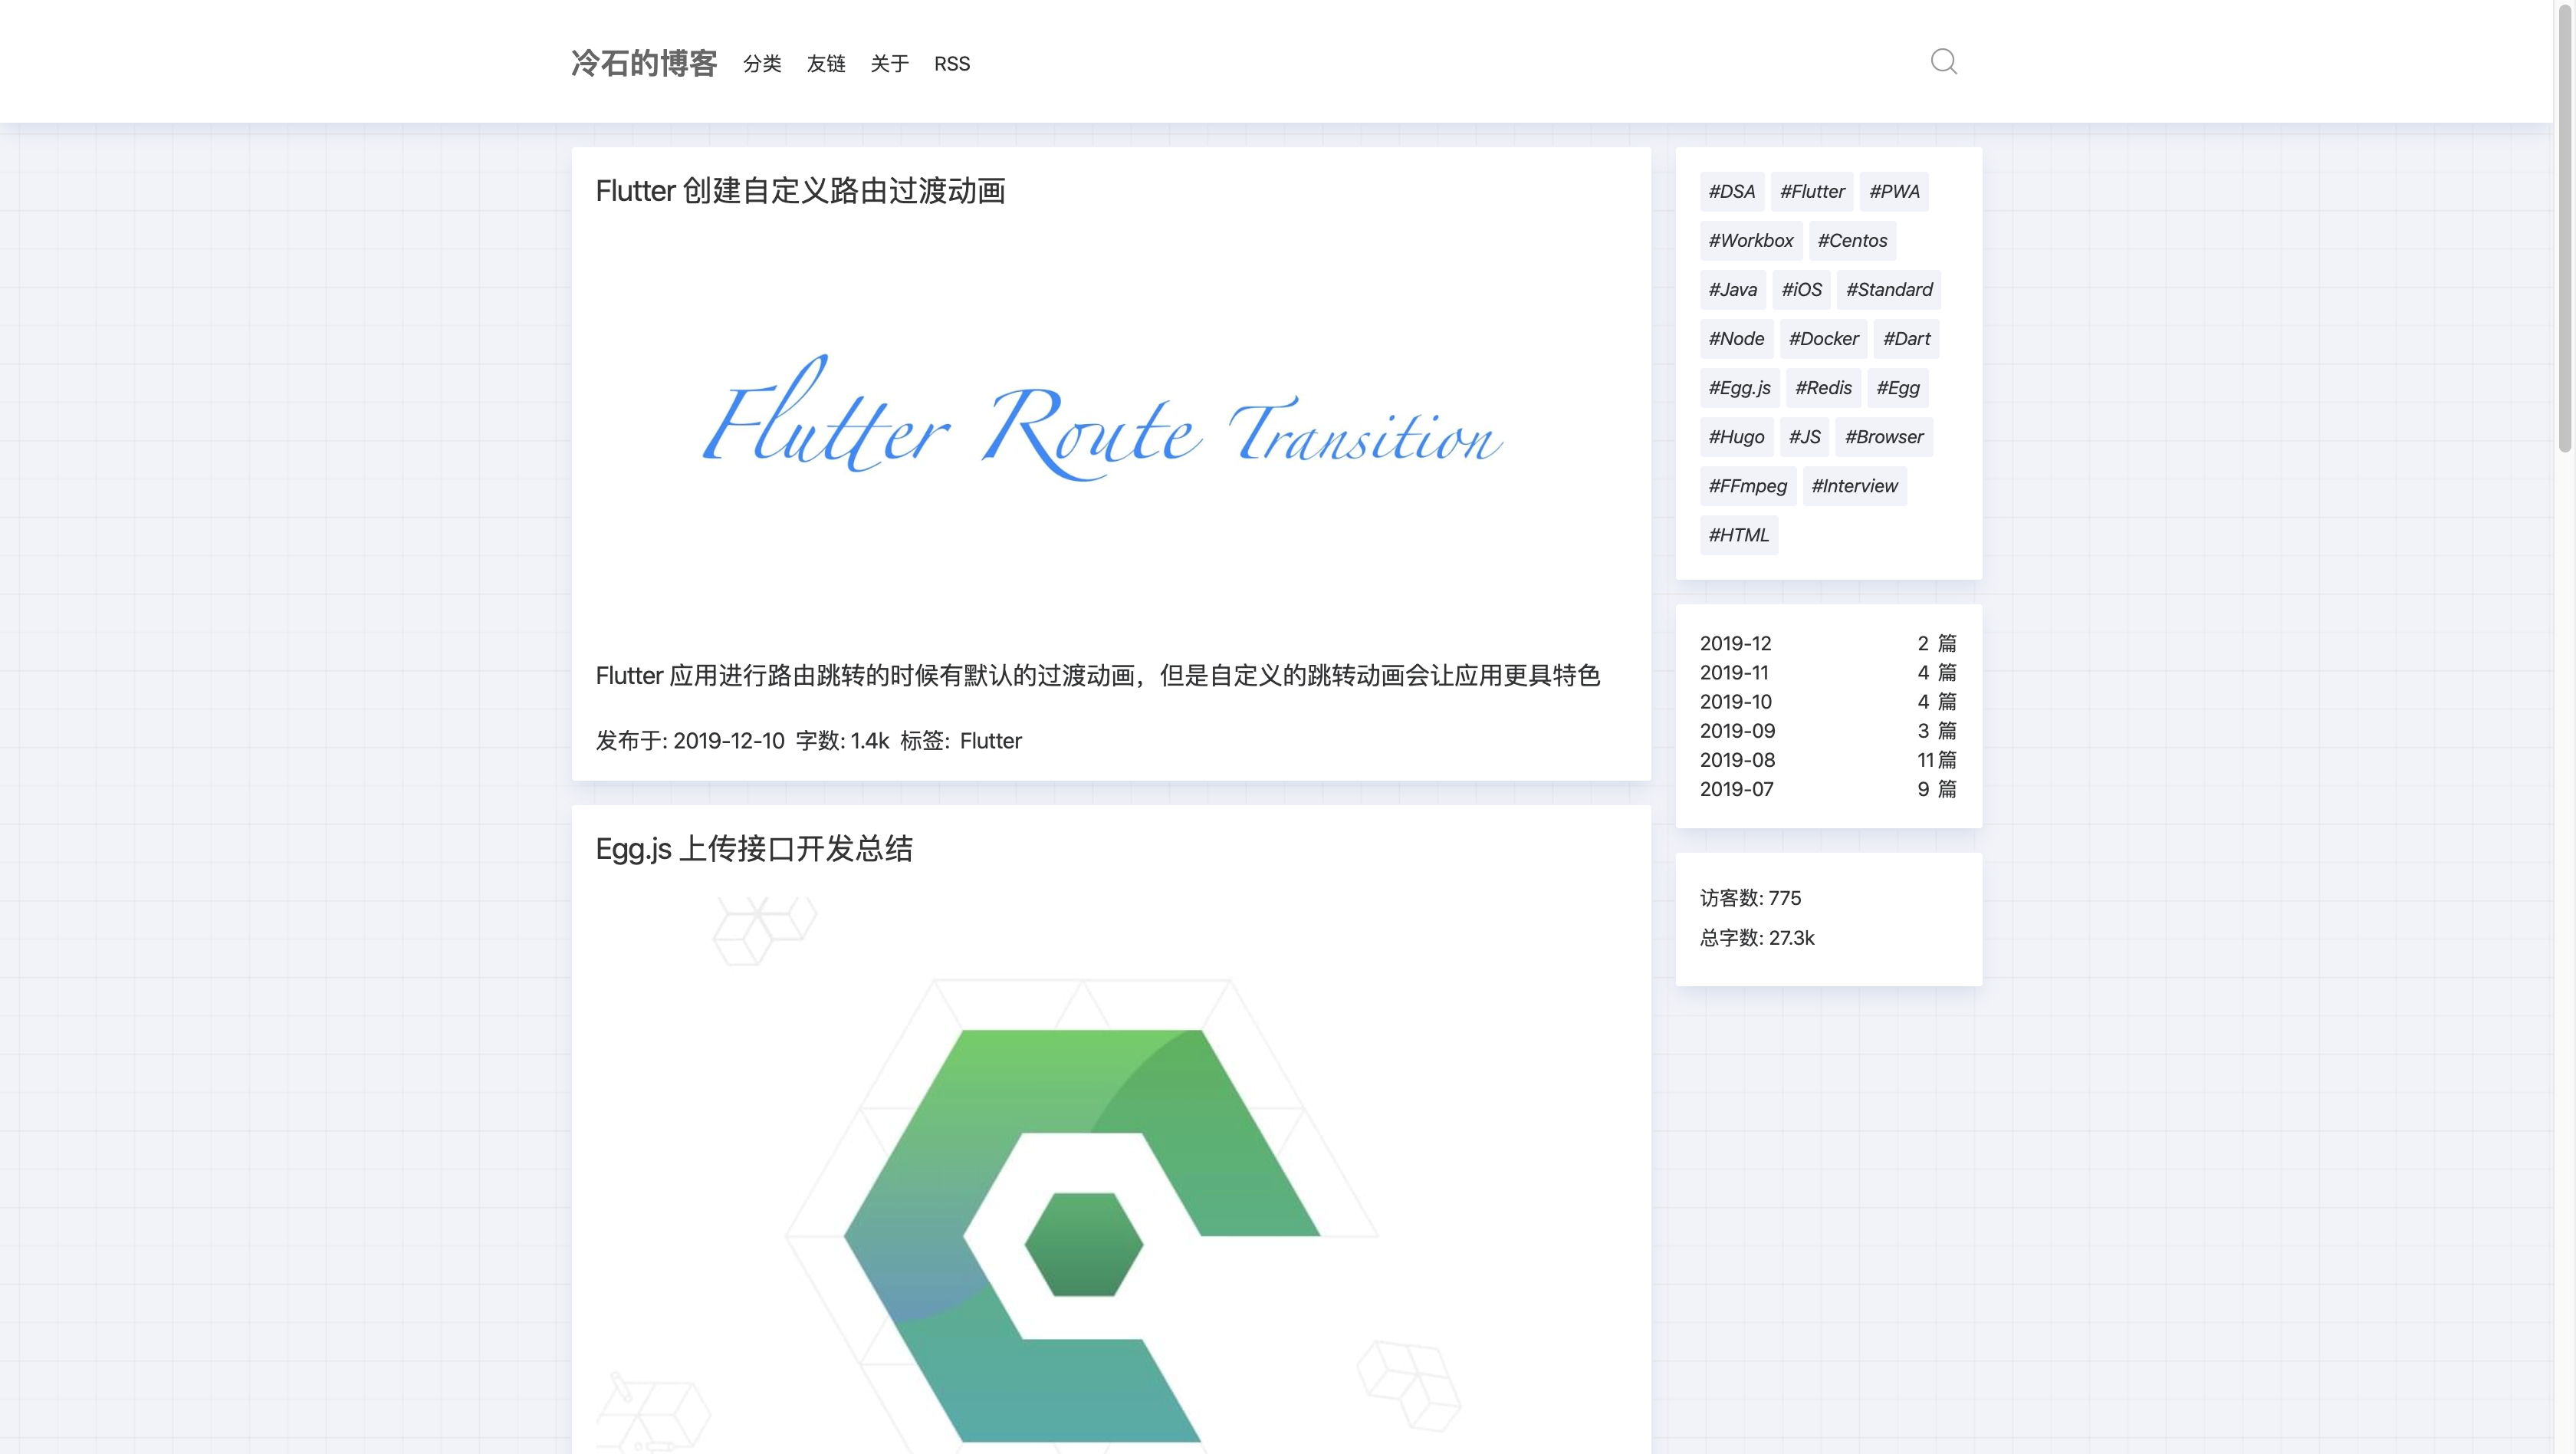 冷石的博客 分类 友链 关于 RSS
Flutter 创建自定义路由过渡动画
Flutter Route Transition
Flutter 应用进行路由跳转的时候有默认的过渡动画，但是自定义的跳转动画会让应用更具特色
发布于: 2019-12-10 字数: 1.4k 标签: Flutter
Egg.js 上传接口开发总结
#DSA #Flutter #PWA
#Workbox #Centos
#Java #iOS #Standard
#Node #Docker #Dart
#Egg.js #Redis #Egg
#Hugo #JS #Browser
#FFmpeg #Interview
#HTML
2019-12 2 篇
2019-11 4 篇
2019-10 4 篇
2019-09 3 篇
2019-08 11 篇
2019-07 9 篇
访客数: 775
总字数: 27.3k